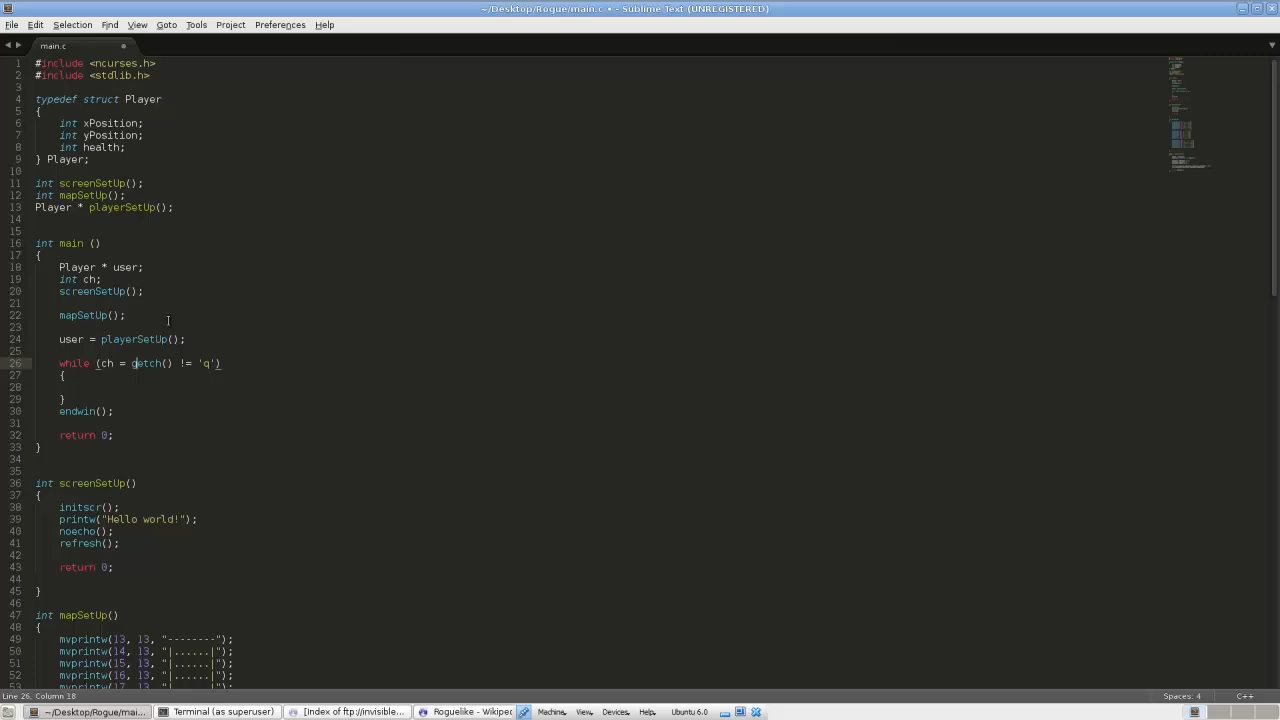 ~/Desktop/Rogue/main.c • - Sublime Text (UNREGISTERED)
File Edit Selection Find View Goto Tools Project Preferences Help
main.c
1 #include <ncurses.h>
2 #include <stdlib.h>
3
4 typedef struct Player
5 {
6 int xPosition;
7 int yPosition;
8 int health;
9 } Player;
10
11 int screenSetUp();
12 int mapSetUp();
13 Player * playerSetUp();
14
15
16 int main ()
17 {
18 Player * user;
19 int ch;
20 screenSetUp();
21
22 mapSetUp();
23
24 user = playerSetUp();
25
26 while (ch = getch() != 'q')
27 {
28
29 }
30 endwin();
31
32 return 0;
33 }
34
35
36 int screenSetUp()
37 {
38 initscr();
39 printw("Hello world!");
40 noecho();
41 refresh();
42
43 return 0;
44
45 }
46
47 int mapSetUp()
48 {
49 mvprintw(13, 13, "--------");
50 mvprintw(14, 13, "|......|");
51 mvprintw(15, 13, "|......|");
52 mvprintw(16, 13, "|......|");
53 mvprintw(17, 13, "|......|");
Line 26, Column 18 Spaces: 4 C++
~/Desktop/Rogue/mai... Terminal (as superuser) [Index of ftp://invisible... Roguelike - Wikipec Machine, View, Devices, Help, Ubuntu 6.0